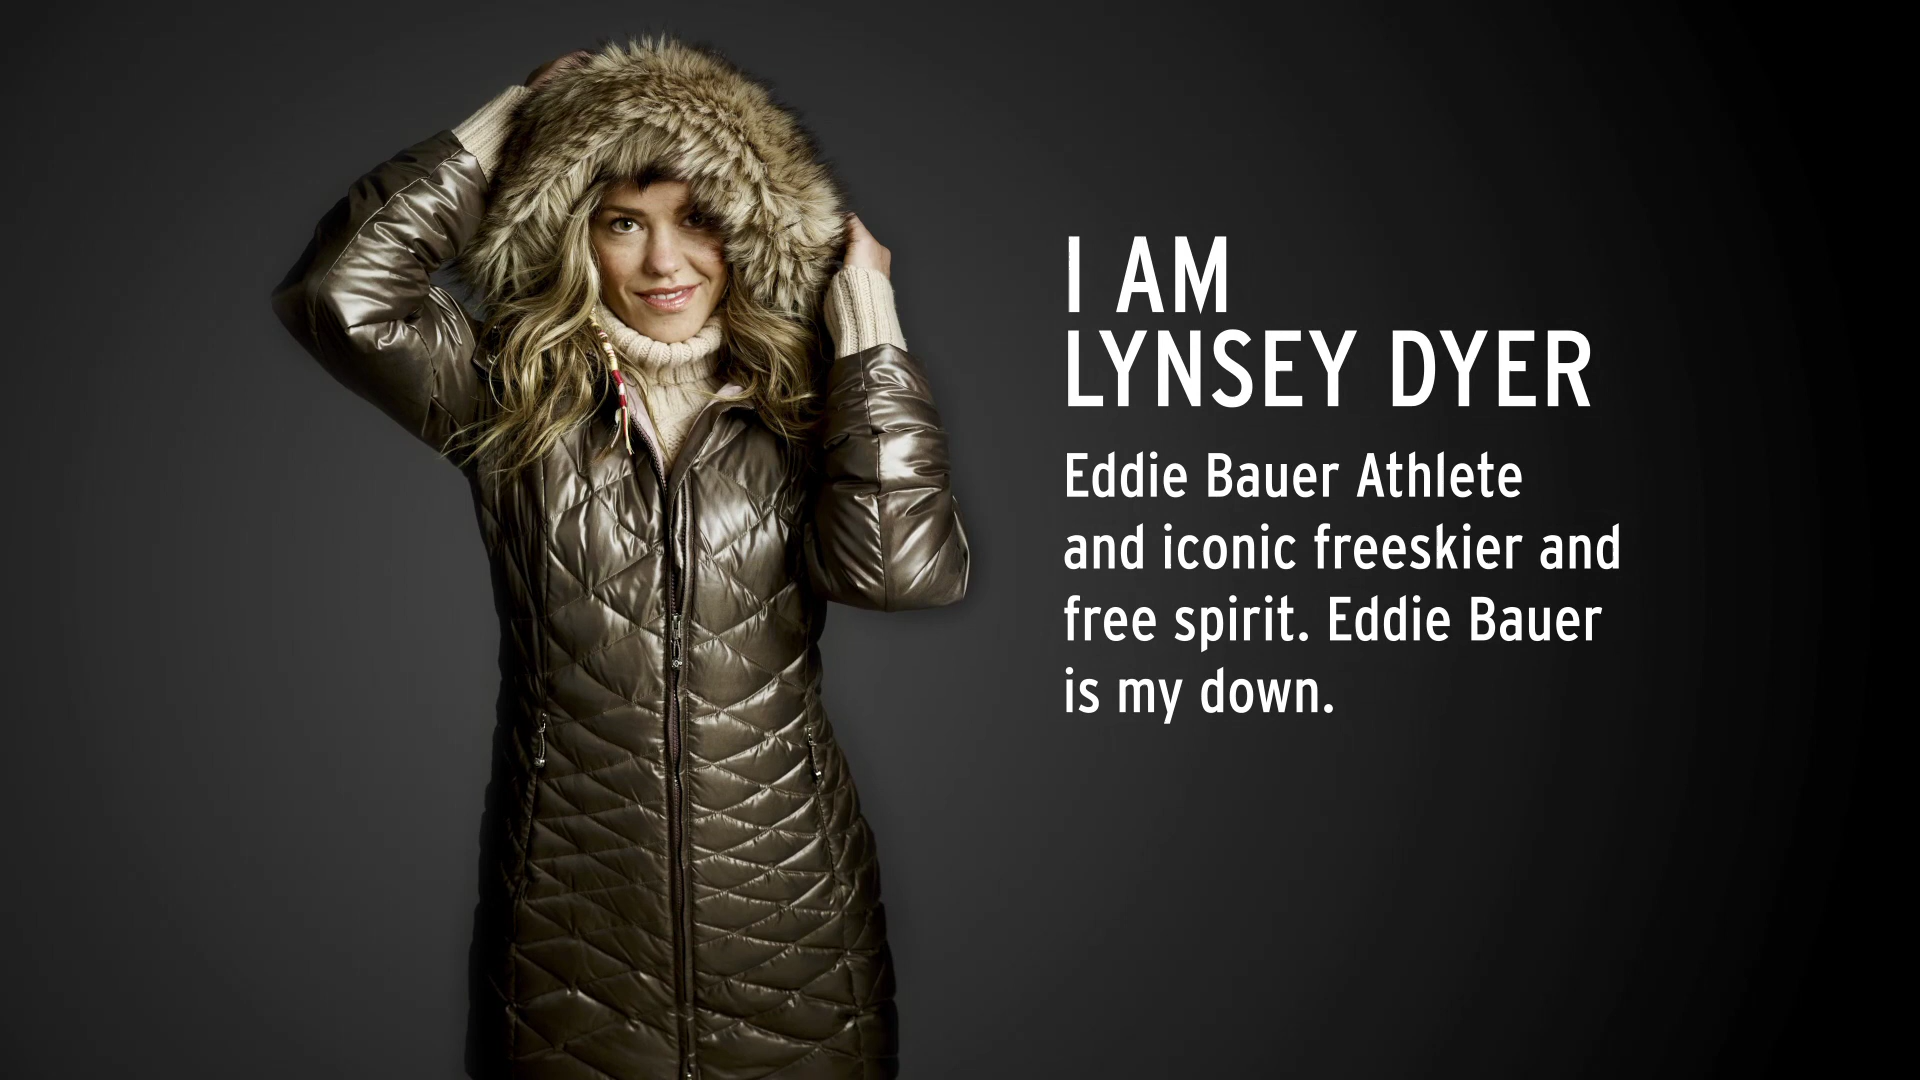 I AM
LYNSEY DYER
Eddie Bauer Athlete
and iconic freeskier and
free spirit. Eddie Bauer
is my down.